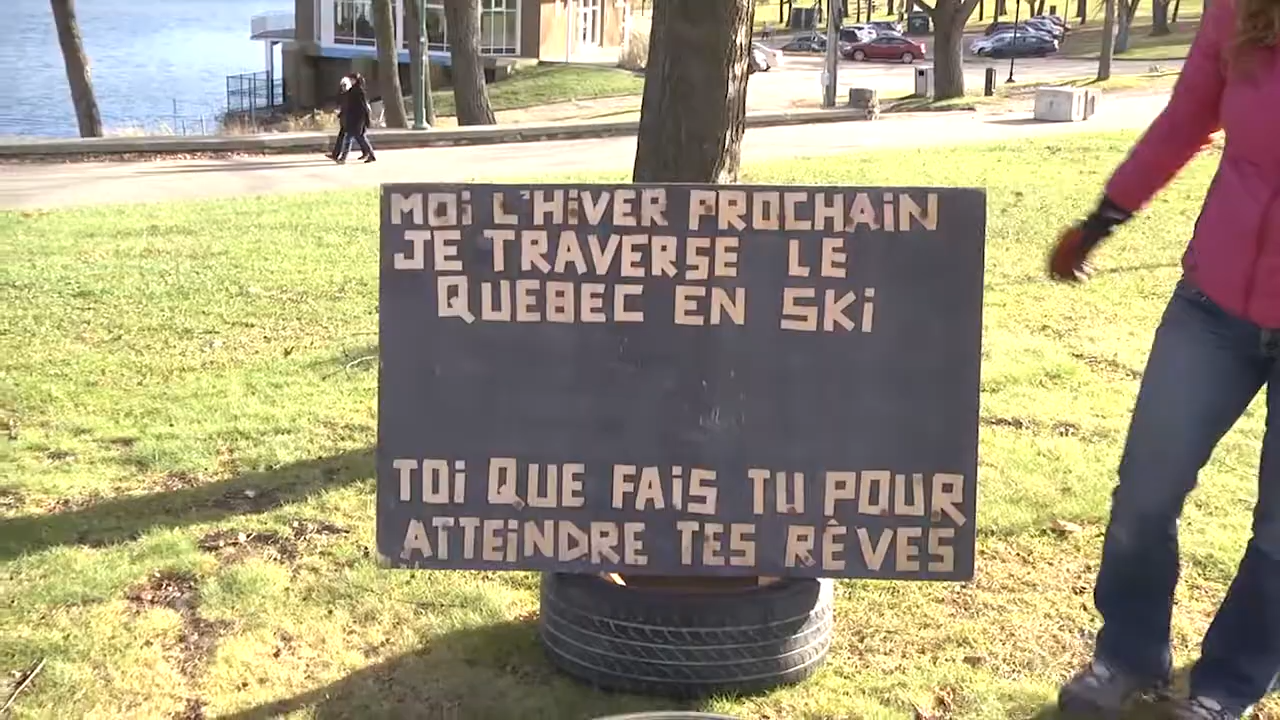 MOi L'HiVER PROCHAiN
JE TRAVERSE LE
QUEBEC EN SKi
TOi QUE FAiS TU POUR
ATTEiNDRE TES RÊVES